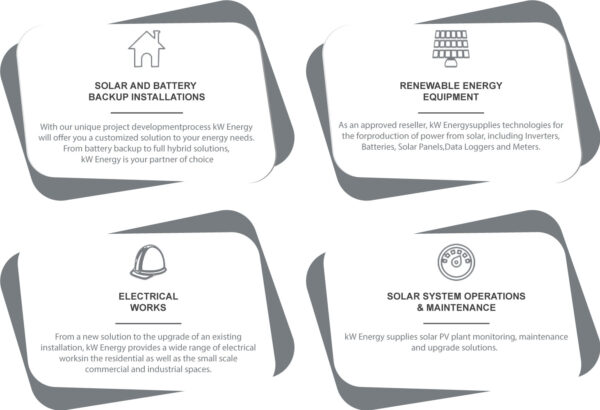 SOLAR AND BATTERY
BACKUP INSTALLATIONS
With our unique project developmentprocess kW Energy
will offer you a customized solution to your energy needs.
From battery backup to full hybrid solutions,
kW Energy is your partner of choice
RENEWABLE ENERGY
EQUIPMENT
As an approved reseller, kW Energysupplies technologies for
the forproduction of power from solar, including Inverters,
Batteries, Solar Panels,Data Loggers and Meters.
ELECTRICAL
WORKS
From a new solution to the upgrade of an existing
installation, kW Energy provides a wide range of electrical
worksin the residential as well as the small scale
commercial and industrial spaces.
SOLAR SYSTEM OPERATIONS
& MAINTENANCE
kW Energy supplies solar PV plant monitoring, maintenance
and upgrade solutions.